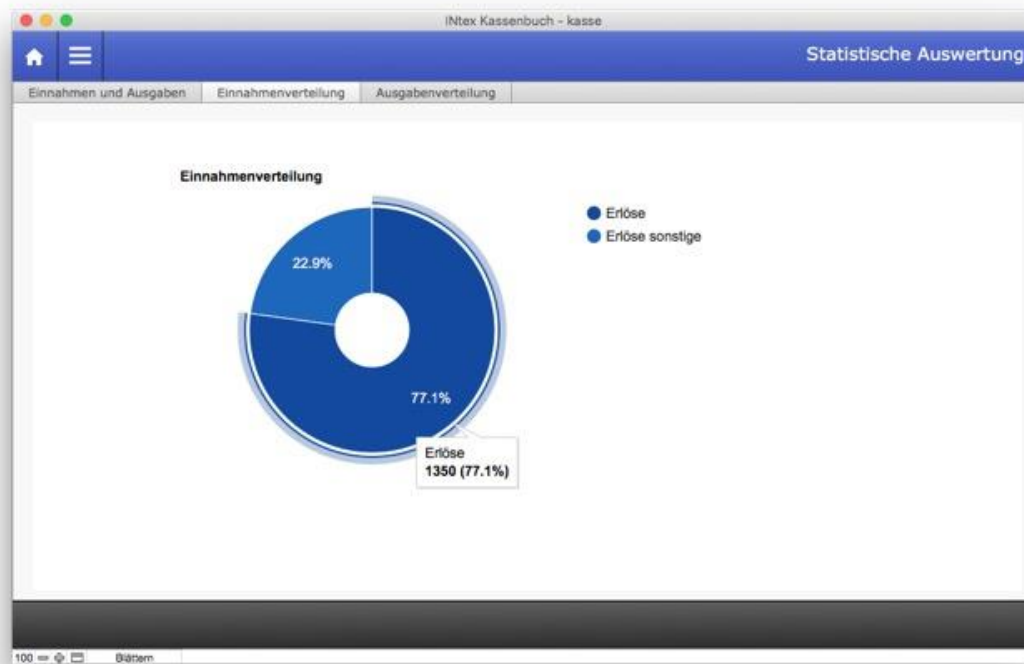 INtex Kassenbuch - kasse
Statistische Auswertung
Einnahmen und Ausgaben Einnahmenverteilung Ausgabenverteilung
Einnahmenverteilung
Erlöse
Erlöse sonstige
22.9%
77.1%
Erlöse
1350 (77.1%)
100 Blättern